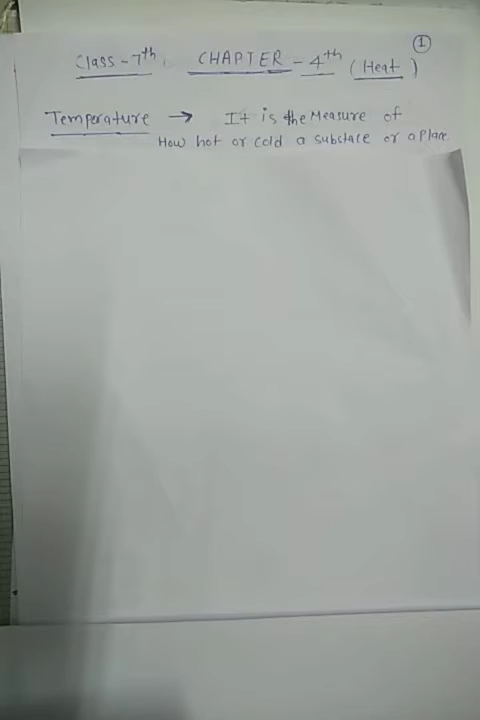 ①
Class - 7th, CHAPTER - 4th (Heat)
Temperature → It is the Measure of
How hot or cold a substace or a place